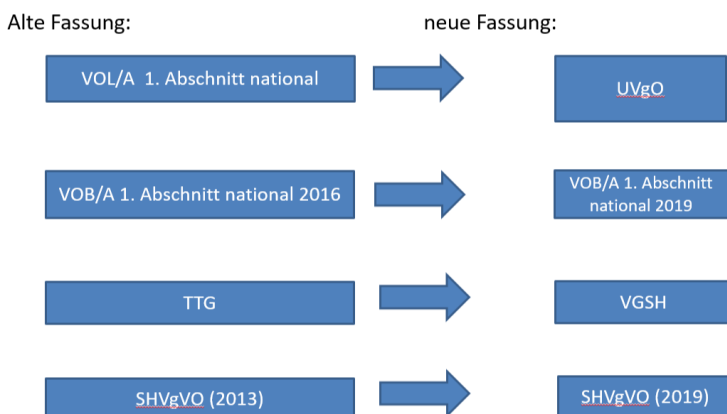 Alte Fassung:
neue Fassung:
VOL/A 1. Abschnitt national
UVgO
VOB/A 1. Abschnitt national 2016
VOB/A 1. Abschnitt
national 2019
TTG
VGSH
SHVgVO (2013)
SHVgVO (2019)